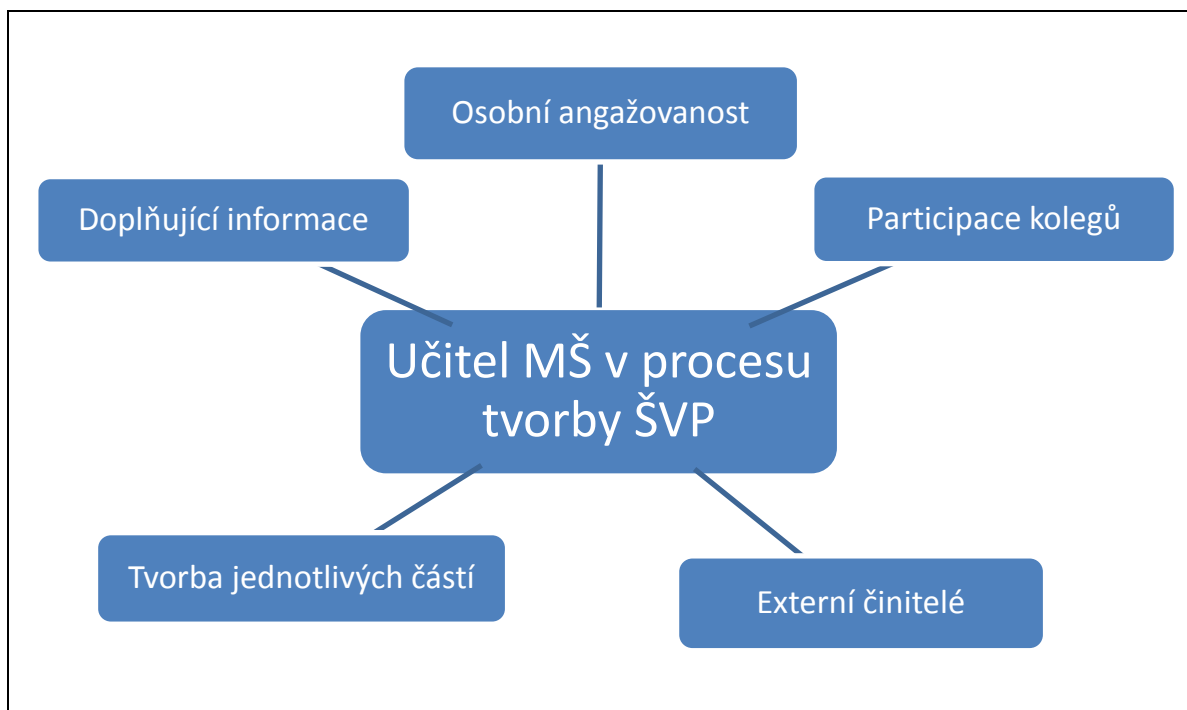 Osobní angažovanost
Doplňující informace
Participace kolegů
Učitel MŠ v procesu
tvorby ŠVP
Tvorba jednotlivých částí
Externí činitelé